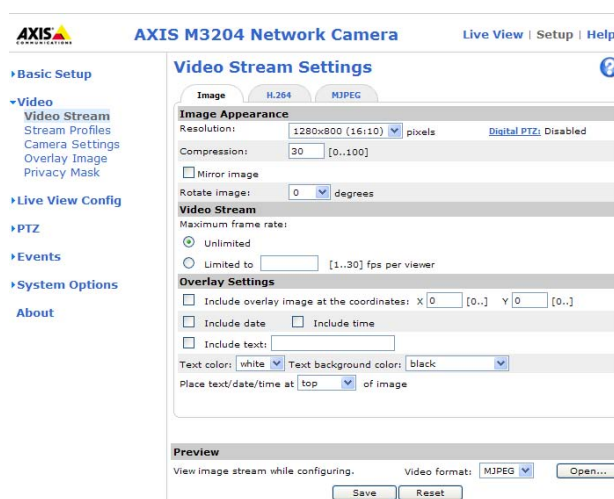 AXIS
COMMUNICATIONS
AXIS M3204 Network Camera
Live View | Setup | Help
Basic Setup
Video
Video Stream
Stream Profiles
Camera Settings
Overlay Image
Privacy Mask
Live View Config
PTZ
Events
System Options
About
Video Stream Settings
?
Image H.264 MJPEG
Image Appearance
Resolution: 1280x800 (16:10) pixels Digital PTZ: Disabled
Compression: 30 [0..100]
Mirror image
Rotate image: 0 degrees
Video Stream
Maximum frame rate:
Unlimited
Limited to [1..30] fps per viewer
Overlay Settings
Include overlay image at the coordinates: X 0 [0..] Y 0 [0..]
Include date Include time
Include text:
Text color: white Text background color: black
Place text/date/time at top of image
Preview
View image stream while configuring. Video format: MJPEG Open...
Save Reset